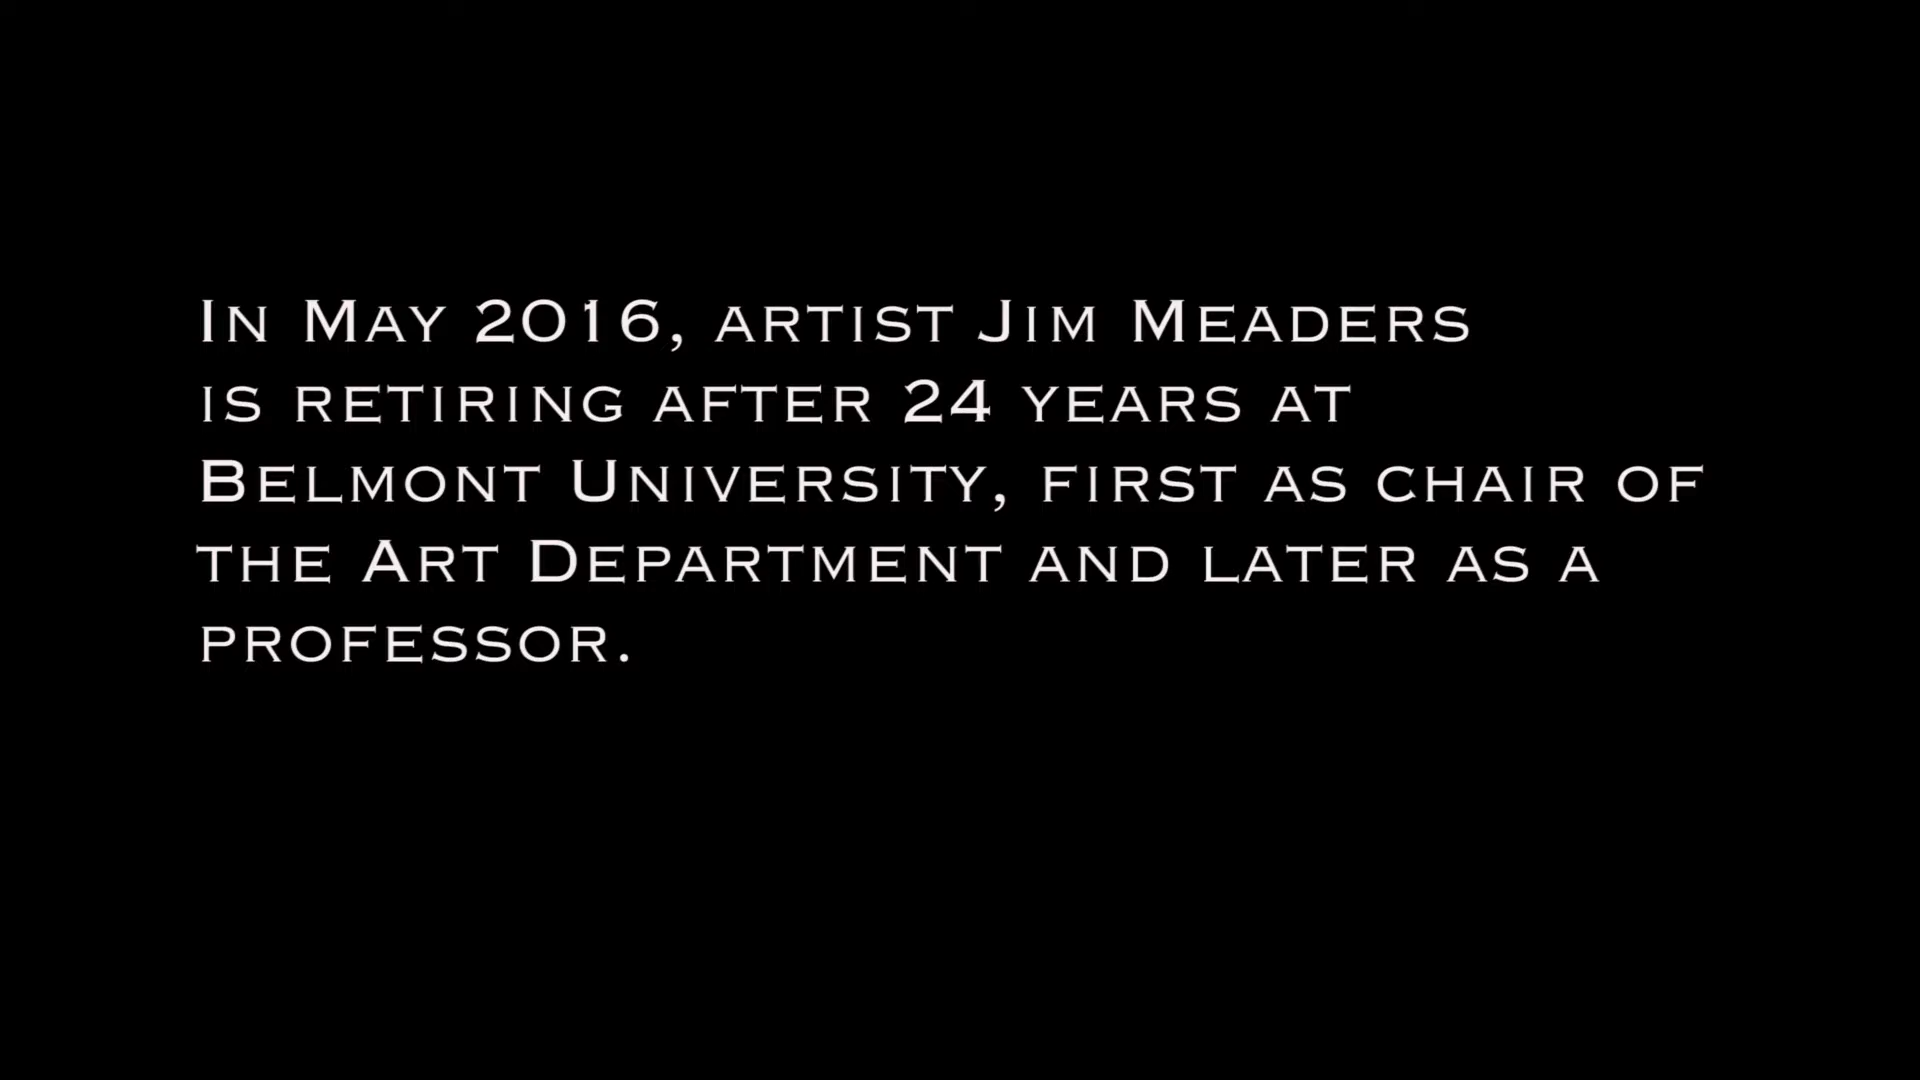 In May 2016, artist Jim Meaders
is retiring after 24 years at
Belmont University, first as chair of
the Art Department and later as a
professor.